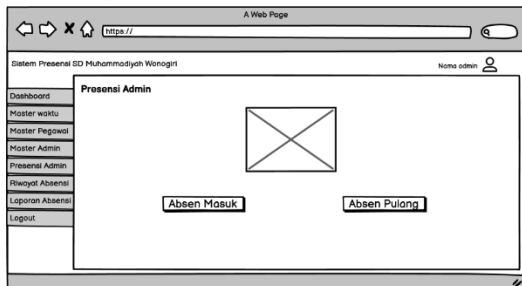 A Web Page
https://
Sistem Presensi SD Muhammadiyah Wonogiri
Nama admin
Dashboard
Master waktu
Master Pegawai
Master Admin
Presensi Admin
Riwayat Absensi
Laporan Absensi
Logout
Presensi Admin
Absen Masuk
Absen Pulang